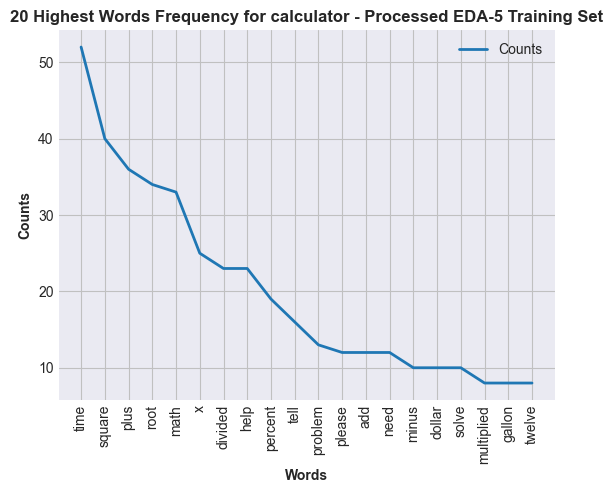 20 Highest Words Frequency for calculator - Processed EDA-5 Training Set
Counts
50
40
30
20
10
Counts
time
square
plus
root
math
x
divided
help
percent
tell
problem
please
add
need
minus
dollar
solve
multiplied
gallon
twelve
Words